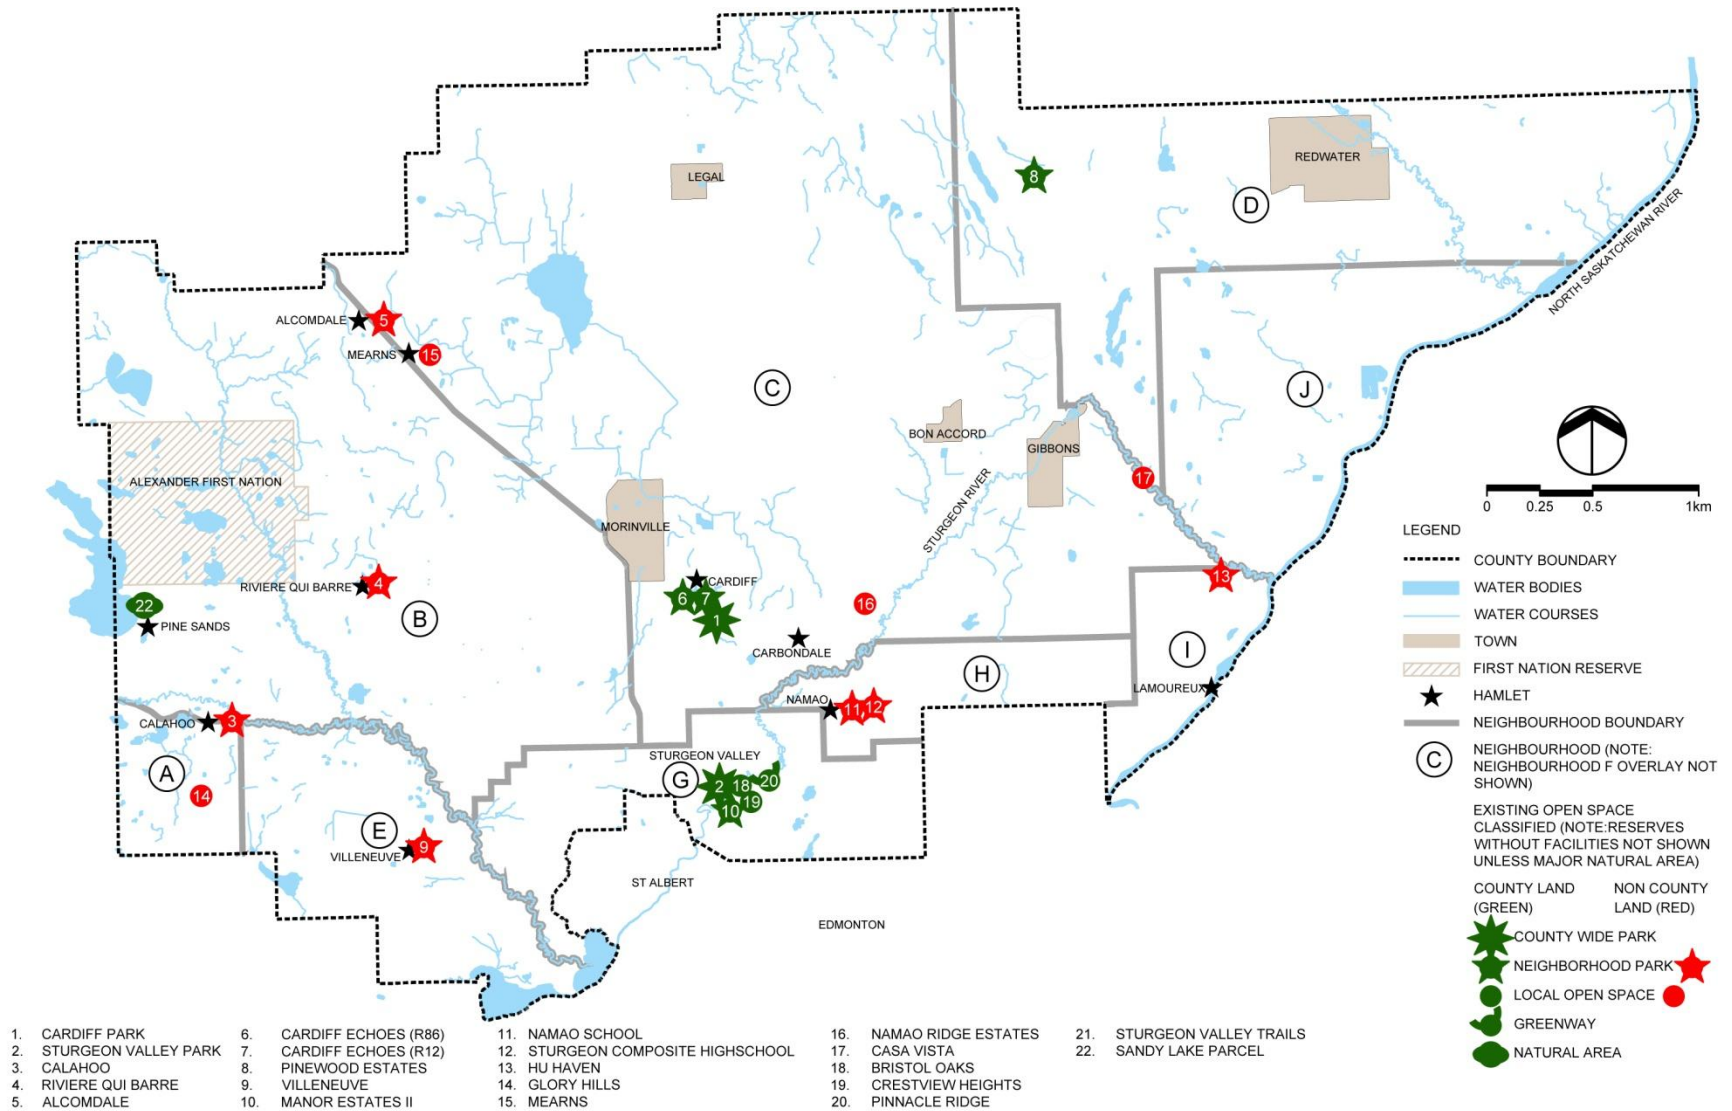 LEGAL
8
REDWATER
D
NORTH SASKATCHEWAN RIVER
ALCOMDALE
5
MEARNS
15
C
J
BON ACCORD
GIBBONS
ALEXANDER FIRST NATION
17
MORINVILLE
STURGEON RIVER
RIVIERE QUI BARRE
4
CARDIFF
6
7
1
16
13
22
PINE SANDS
B
CARBONDALE
H
I
LAMOUREUX
NAMAO
11
12
CALAHOO
3
A
14
STURGEON VALLEY
G
2
18
20
19
10
E
VILLENEUVE
9
ST ALBERT
EDMONTON
0
0.25
0.5
1km
LEGEND
COUNTY BOUNDARY
WATER BODIES
WATER COURSES
TOWN
FIRST NATION RESERVE
HAMLET
NEIGHBOURHOOD BOUNDARY
C
NEIGHBOURHOOD (NOTE:
NEIGHBOURHOOD F OVERLAY NOT
SHOWN)
EXISTING OPEN SPACE
CLASSIFIED (NOTE:RESERVES
WITHOUT FACILITIES NOT SHOWN
UNLESS MAJOR NATURAL AREA)
COUNTY LAND
(GREEN)
NON COUNTY
LAND (RED)
COUNTY WIDE PARK
NEIGHBORHOOD PARK
LOCAL OPEN SPACE
GREENWAY
NATURAL AREA
1. CARDIFF PARK
2. STURGEON VALLEY PARK
3. CALAHOO
4. RIVIERE QUI BARRE
5. ALCOMDALE
6. CARDIFF ECHOES (R86)
7. CARDIFF ECHOES (R12)
8. PINEWOOD ESTATES
9. VILLENEUVE
10. MANOR ESTATES II
11. NAMAO SCHOOL
12. STURGEON COMPOSITE HIGHSCHOOL
13. HU HAVEN
14. GLORY HILLS
15. MEARNS
16. NAMAO RIDGE ESTATES
17. CASA VISTA
18. BRISTOL OAKS
19. CRESTVIEW HEIGHTS
20. PINNACLE RIDGE
21. STURGEON VALLEY TRAILS
22. SANDY LAKE PARCEL